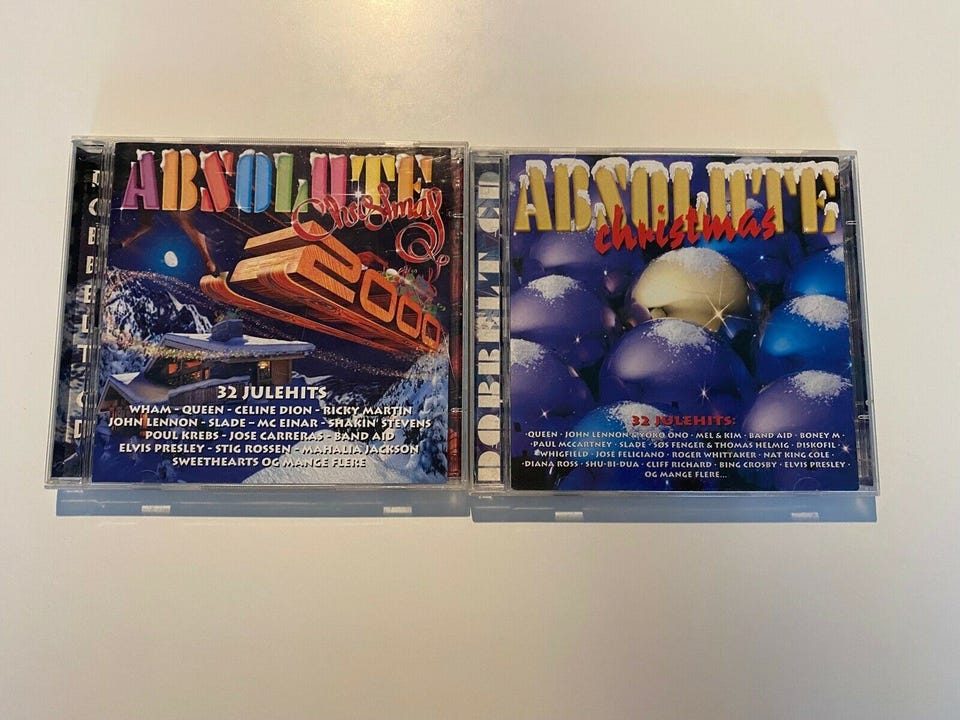 DOBBELT CD
ABSOLUTE
Christmas
2000
32 JULEHITS
WHAM - QUEEN - CELINE DION - RICKY MARTIN
JOHN LENNON - SLADE - MC EINAR - SHAKIN' STEVENS
POUL KREBS - JOSE CARRERAS - BAND AID
ELVIS PRESLEY - STIG ROSSEN - MAHALIA JACKSON
SWEETHEARTS OG MANGE FLERE
DOBBELT CD
ABSOLUTE
christmas
32 JULEHITS:
QUEEN · JOHN LENNON & YOKO ONO · MEL & KIM · BAND AID · BONEY M ·
PAUL MCCARTNEY · SLADE · SØS FENGER & THOMAS HELMIG · DISKOFIL ·
WHIGFIELD · JOSE FELICIANO · ROGER WHITTAKER · NAT KING COLE ·
DIANA ROSS · SHU-BI-DUA · CLIFF RICHARD · BING CROSBY · ELVIS PRESLEY ·
OG MANGE FLERE...